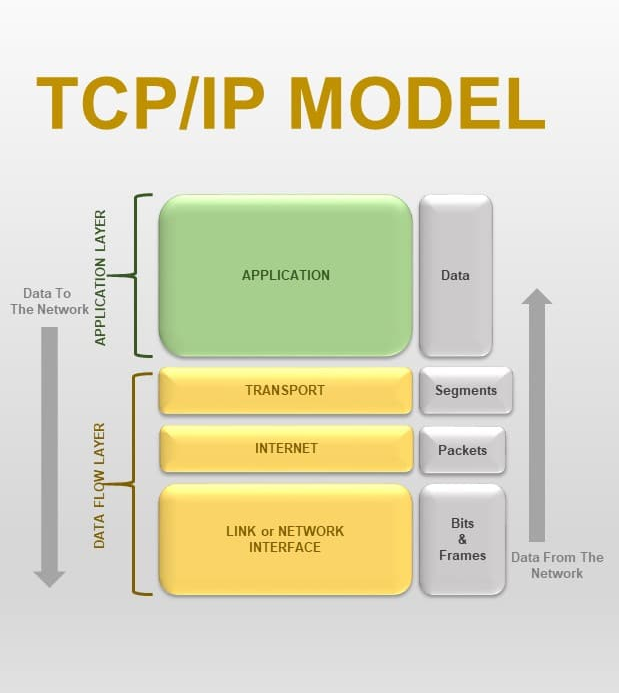 TCP/IP MODEL
APPLICATION LAYER
APPLICATION
Data
Data To
The Network
DATA FLOW LAYER
TRANSPORT
Segments
INTERNET
Packets
LINK or NETWORK
INTERFACE
Bits
&
Frames
Data From The
Network